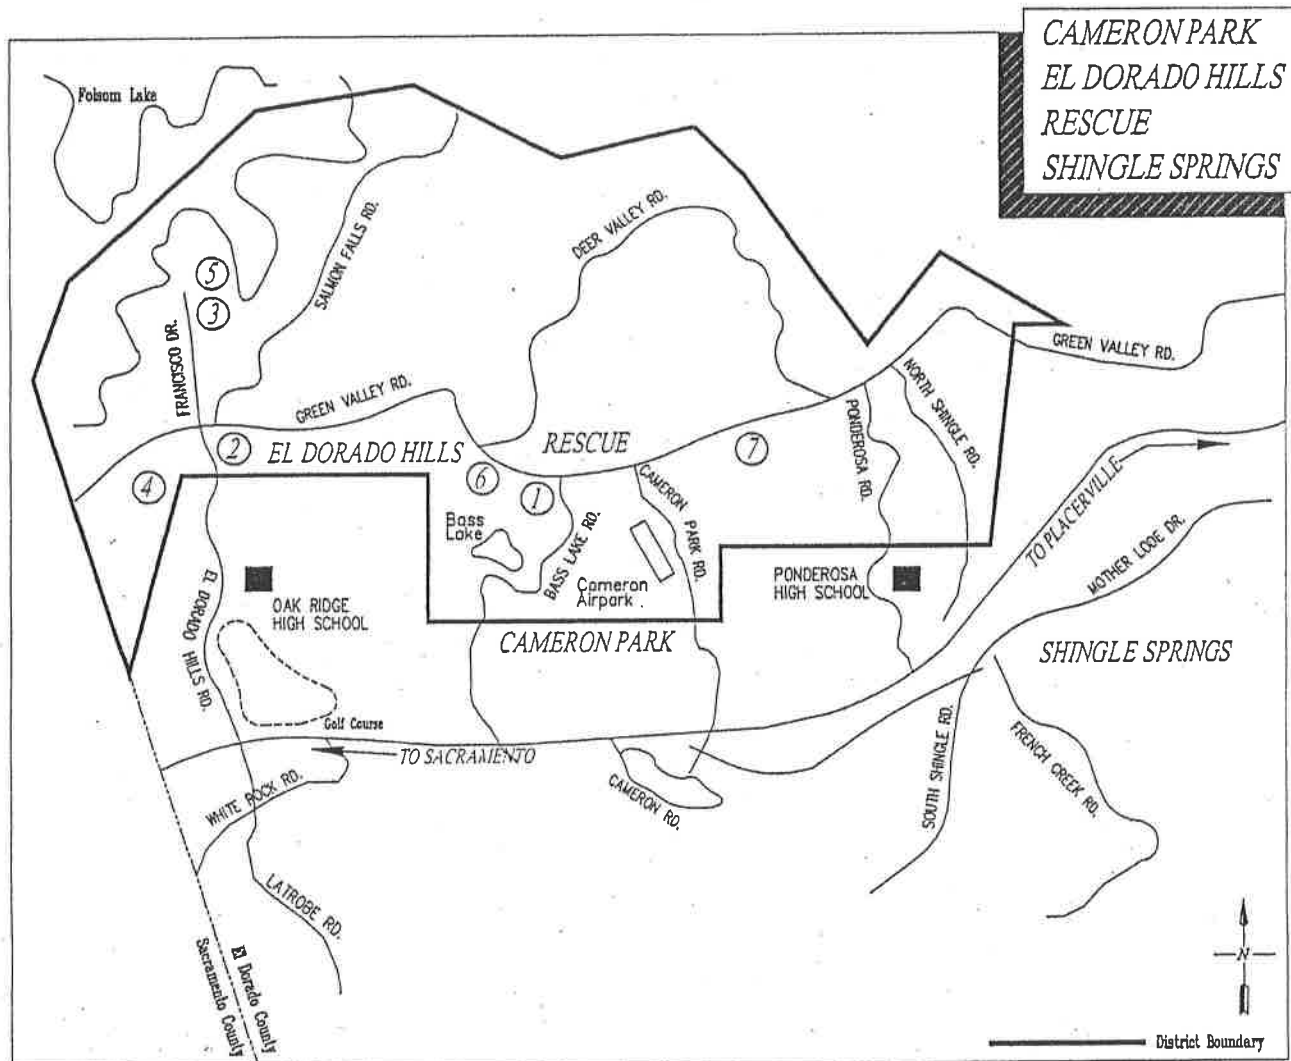 CAMERON PARK
EL DORADO HILLS
RESCUE
SHINGLE SPRINGS
Folsom Lake
SALMON FALLS RD.
DEER VALLEY RD.
5
3
FRANCISCO DR.
GREEN VALLEY RD.
GREEN VALLEY RD.
NORTH SHINGLE RD.
PONDEROSA RD.
2
EL DORADO HILLS
RESCUE
7
4
6
1
CAMERON PARK RD.
TO PLACERVILLE
Bass
Lake
BASS LAKE RD.
Cameron
Airpark
MOTHER LODE DR.
EL DORADO HILLS RD.
OAK RIDGE
HIGH SCHOOL
PONDEROSA
HIGH SCHOOL
CAMERON PARK
SHINGLE SPRINGS
Golf Course
TO SACRAMENTO
WHITE ROCK RD.
CAMERON RD.
SOUTH SHINGLE RD.
FRENCH CREEK RD.
LATROBE RD.
El Dorado County
Sacramento County
N
District Boundary